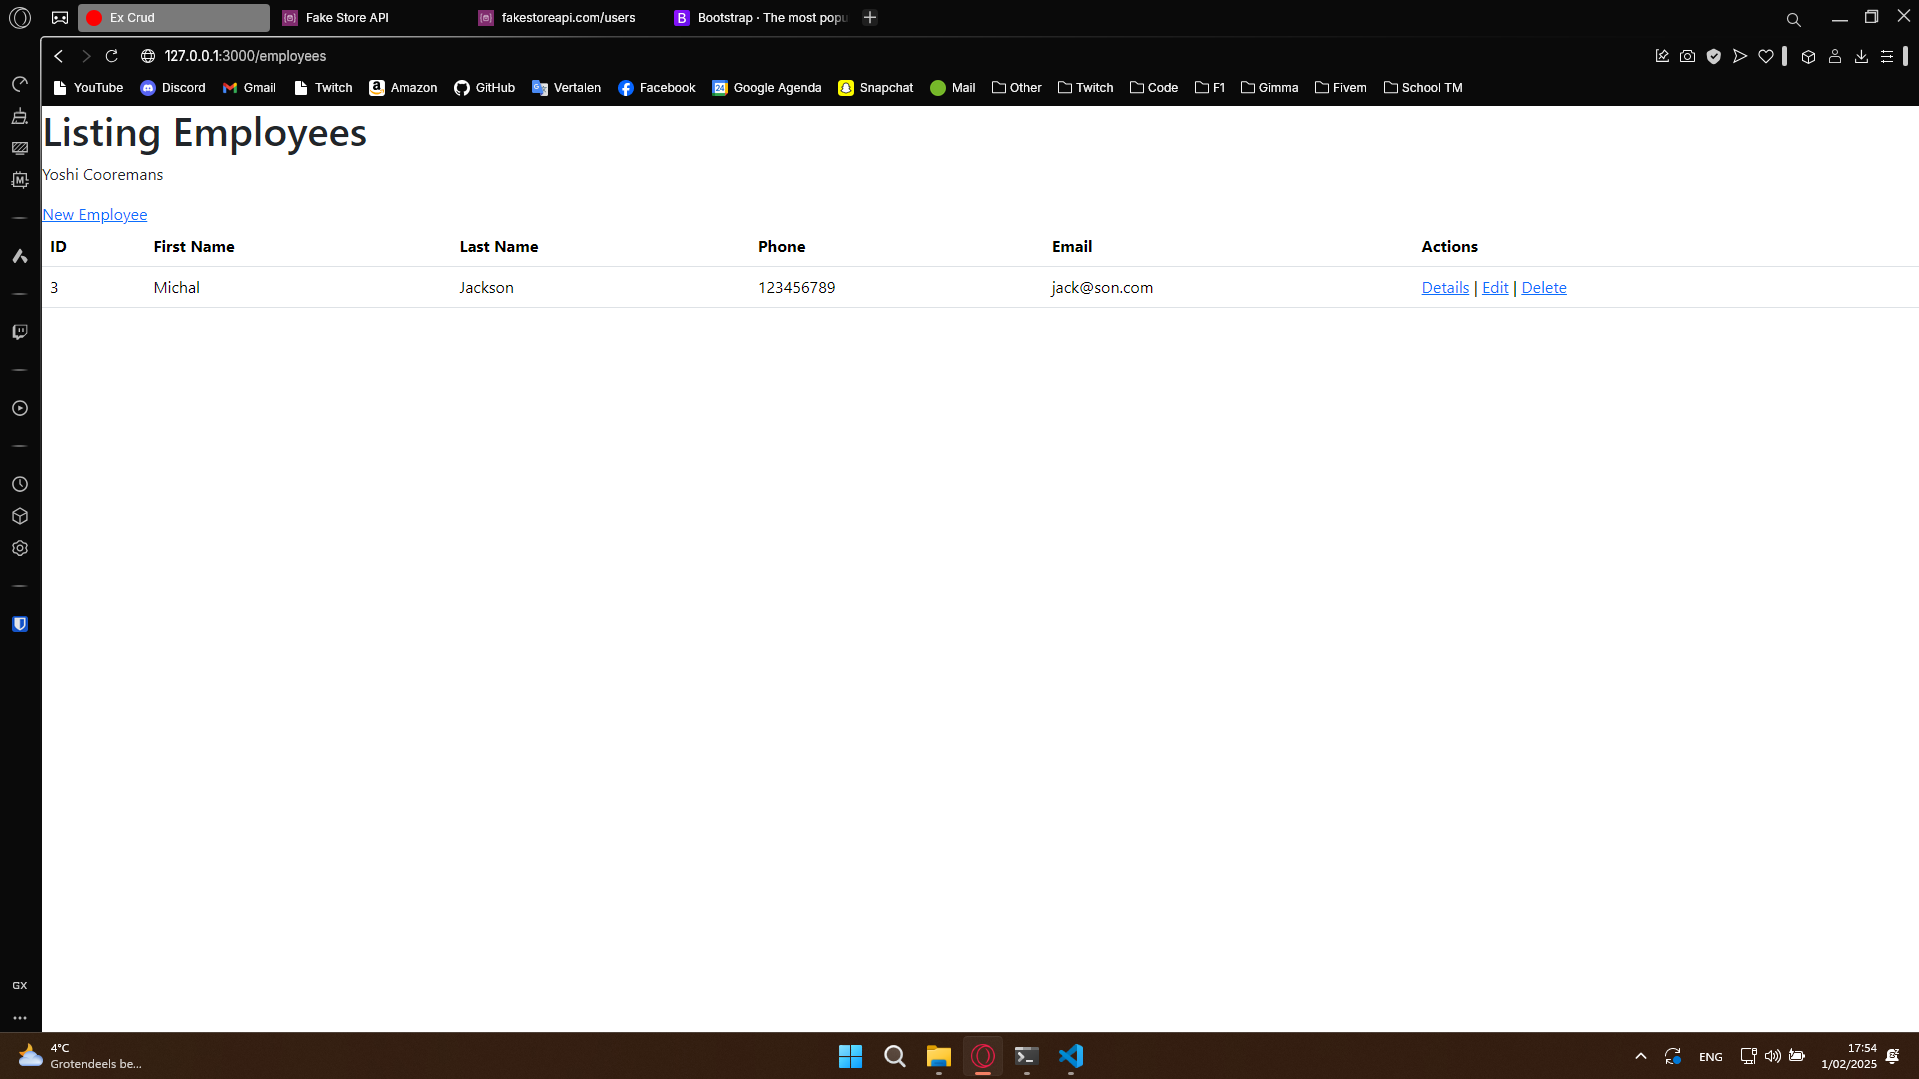 Ex Crud
Fake Store API
fakestoreapi.com/users
Bootstrap · The most popu
127.0.0.1:3000/employees
YouTube Discord Gmail Twitch Amazon GitHub Vertalen Facebook Google Agenda Snapchat Mail Other Twitch Code F1 Gimma Fivem School TM
Listing Employees
Yoshi Cooremans
New Employee
ID First Name Last Name Phone Email Actions
3 Michal Jackson 123456789 jack@son.com Details | Edit | Delete
GX
4°C
Grotendeels be...
ENG
17:54
1/02/2025